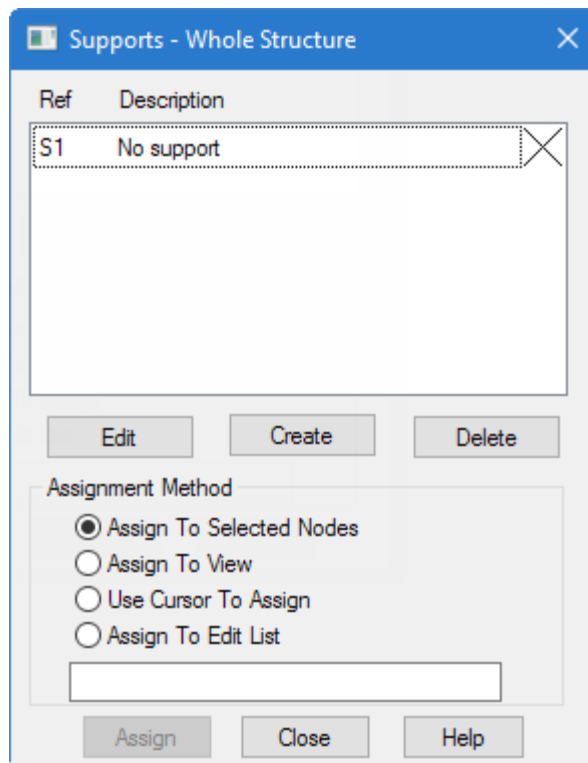 Supports - Whole Structure
Ref Description
S1 No support
Edit Create Delete
Assignment Method
Assign To Selected Nodes
Assign To View
Use Cursor To Assign
Assign To Edit List
Assign Close Help